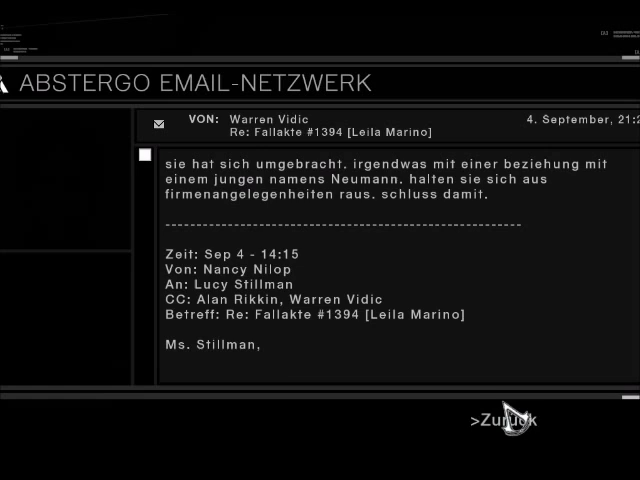 ABSTERGO EMAIL-NETZWERK
VON: Warren Vidic 4. September, 21:2
Re: Fallakte #1394 [Leila Marino]
sie hat sich umgebracht. irgendwas mit einer beziehung mit
einem jungen namens Neumann. halten sie sich aus
firmenangelegenheiten raus. schluss damit.
------------------------------------------------------------
Zeit: Sep 4 - 14:15
Von: Nancy Nilop
An: Lucy Stillman
CC: Alan Rikkin, Warren Vidic
Betreff: Re: Fallakte #1394 [Leila Marino]
Ms. Stillman,
>Zurück